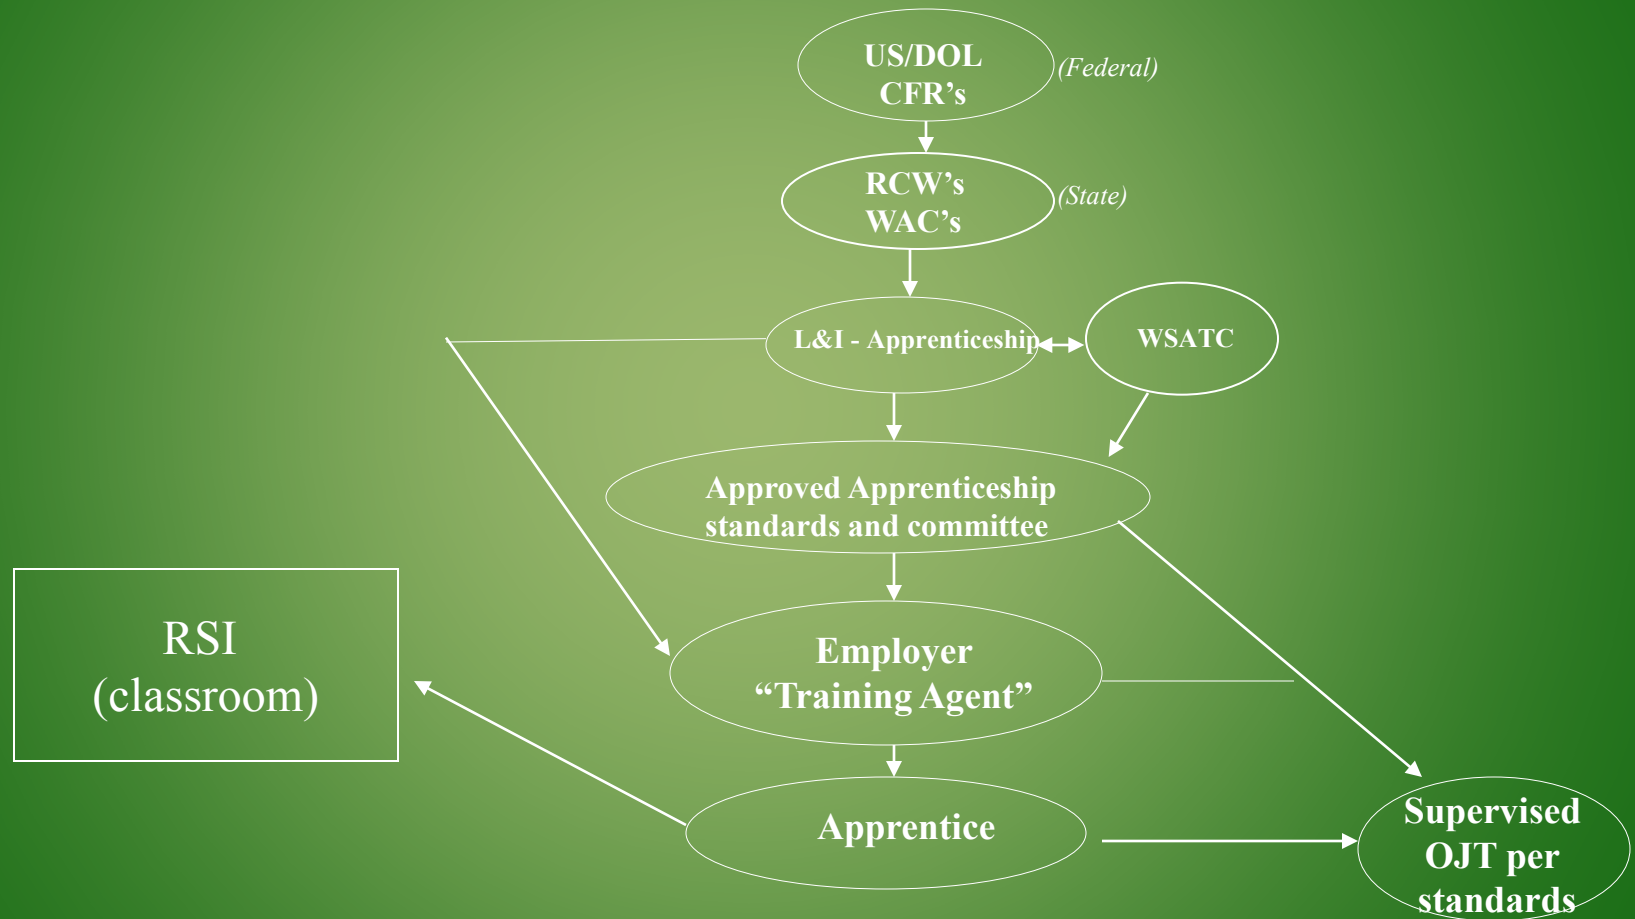 US/DOL
CFR’s
(Federal)
RCW’s
WAC’s
(State)
L&I - Apprenticeship
WSATC
Approved Apprenticeship
standards and committee
RSI
(classroom)
Employer
“Training Agent”
Apprentice
Supervised
OJT per
standards